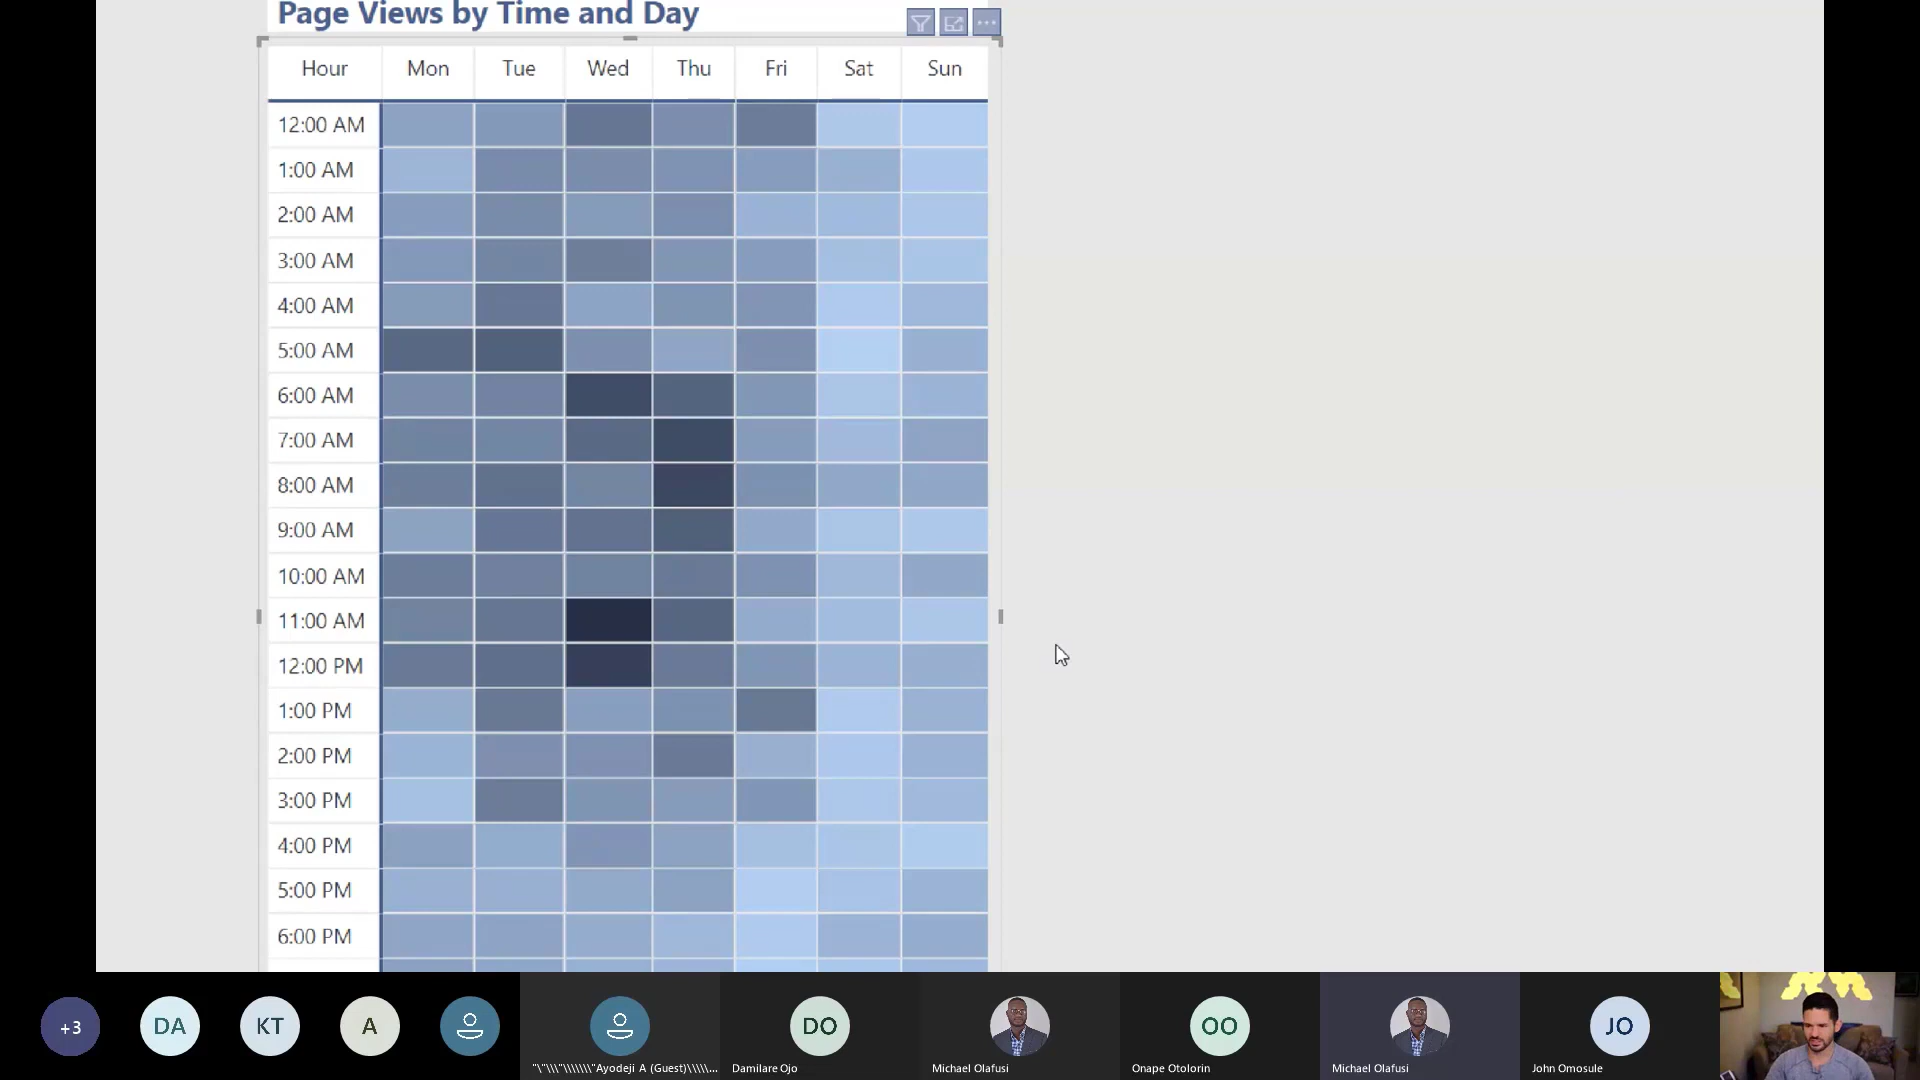 Page Views by Time and Day
Hour Mon Tue Wed Thu Fri Sat Sun
12:00 AM
1:00 AM
2:00 AM
3:00 AM
4:00 AM
5:00 AM
6:00 AM
7:00 AM
8:00 AM
9:00 AM
10:00 AM
11:00 AM
12:00 PM
1:00 PM
2:00 PM
3:00 PM
4:00 PM
5:00 PM
6:00 PM
+3 DA KT A DO OO JO
"\"\\\"\\\\\\\"Ayodeji A (Guest)\\\\\... Damilare Ojo Michael Olafusi Onape Otolorin Michael Olafusi John Omosule